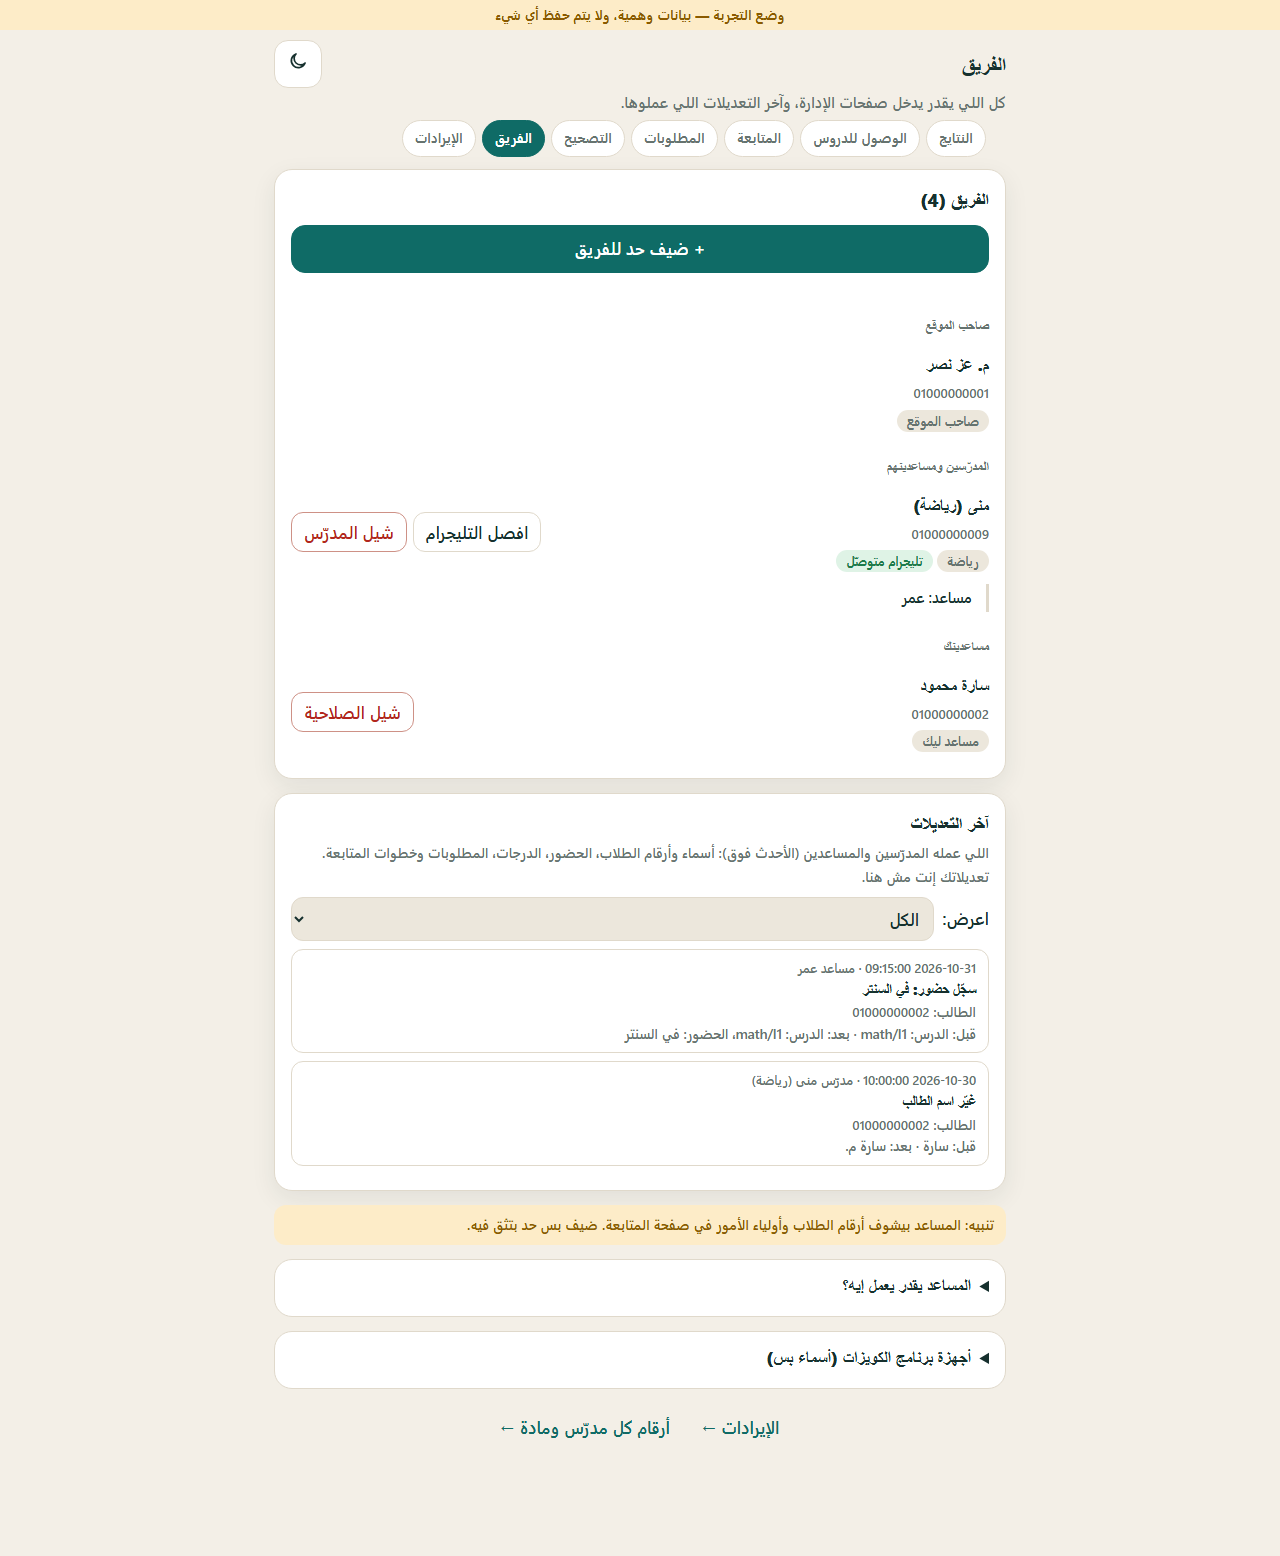 وضع التجربة — بيانات وهمية، ولا يتم حفظ أي شيء
الفريق
كل اللي يقدر يدخل صفحات الإدارة، وآخر التعديلات اللي عملوها.
النتايج
الوصول للدروس
المتابعة
المطلوبات
التصحيح
الفريق
الإيرادات
الفريق (4)
+ ضيف حد للفريق
صاحب الموقع
م. عز نصر
01000000001
صاحب الموقع
المدرّسين ومساعدينهم
منى (رياضة)
01000000009
رياضة
تليجرام متوصّل
افصل التليجرام
شيل المدرّس
مساعد: عمر
مساعدينك
سارة محمود
01000000002
مساعد ليك
شيل الصلاحية
آخر التعديلات
اللي عمله المدرّسين والمساعدين (الأحدث فوق): أسماء وأرقام الطلاب، الحضور، الدرجات، المطلوبات وخطوات المتابعة.
تعديلاتك إنت مش هنا.
اعرض:
الكل
2026-10-31 09:15:00 · مساعد عمر
سجّل حضور: في السنتر
الطالب: 01000000002
قبل: الدرس: math/l1 · بعد: الدرس: math/l1، الحضور: في السنتر
2026-10-30 10:00:00 · مدرّس منى (رياضة)
غيّر اسم الطالب
الطالب: 01000000002
قبل: سارة · بعد: سارة م.
تنبيه: المساعد بيشوف أرقام الطلاب وأولياء الأمور في صفحة المتابعة. ضيف بس حد بتثق فيه.
المساعد يقدر يعمل إيه؟
أجهزة برنامج الكويزات (أسماء بس)
الإيرادات ←
أرقام كل مدرّس ومادة ←